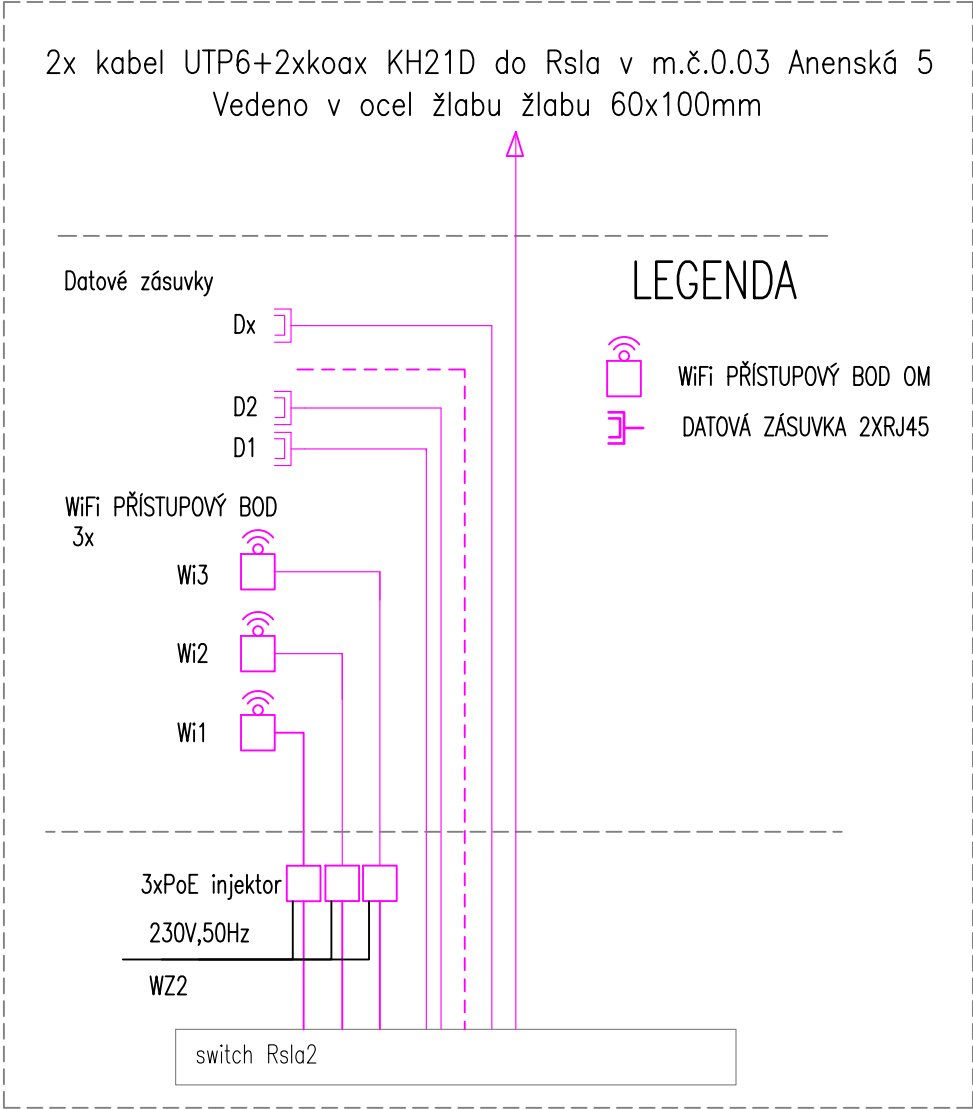 2x kabel UTP6+2xkoax KH21D do Rsla v m.č.0.03 Anenská 5
Vedeno v ocel žlabu žlabu 60x100mm
Datové zásuvky
LEGENDA
Dx
WiFi PŘÍSTUPOVÝ BOD OM
D2
DATOVÁ ZÁSUVKA 2XRJ45
D1
WiFi PŘÍSTUPOVÝ BOD
3x
Wi3
Wi2
Wi1
3xPoE injektor
230V,50Hz
WZ2
switch Rsla2